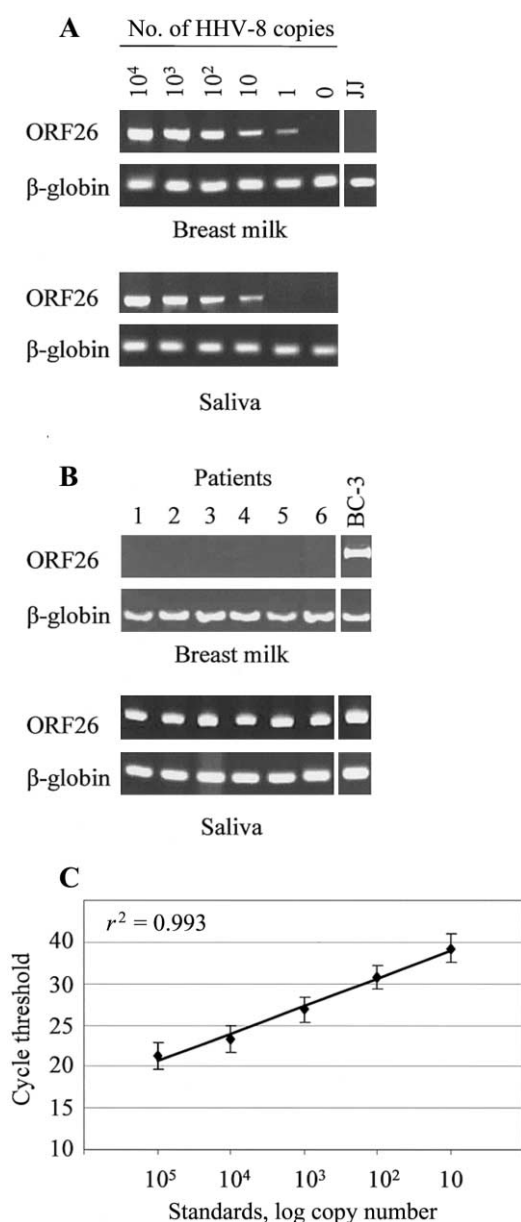 A
No. of HHV-8 copies
10⁴ 10³ 10² 10 1 0 JJ
ORF26
β-globin
Breast milk
ORF26
β-globin
Saliva
B
Patients
1 2 3 4 5 6 BC-3
ORF26
β-globin
Breast milk
ORF26
β-globin
Saliva
C
r² = 0.993
Cycle threshold
40
30
25
20
10
10⁵ 10⁴ 10³ 10² 10
Standards, log copy number